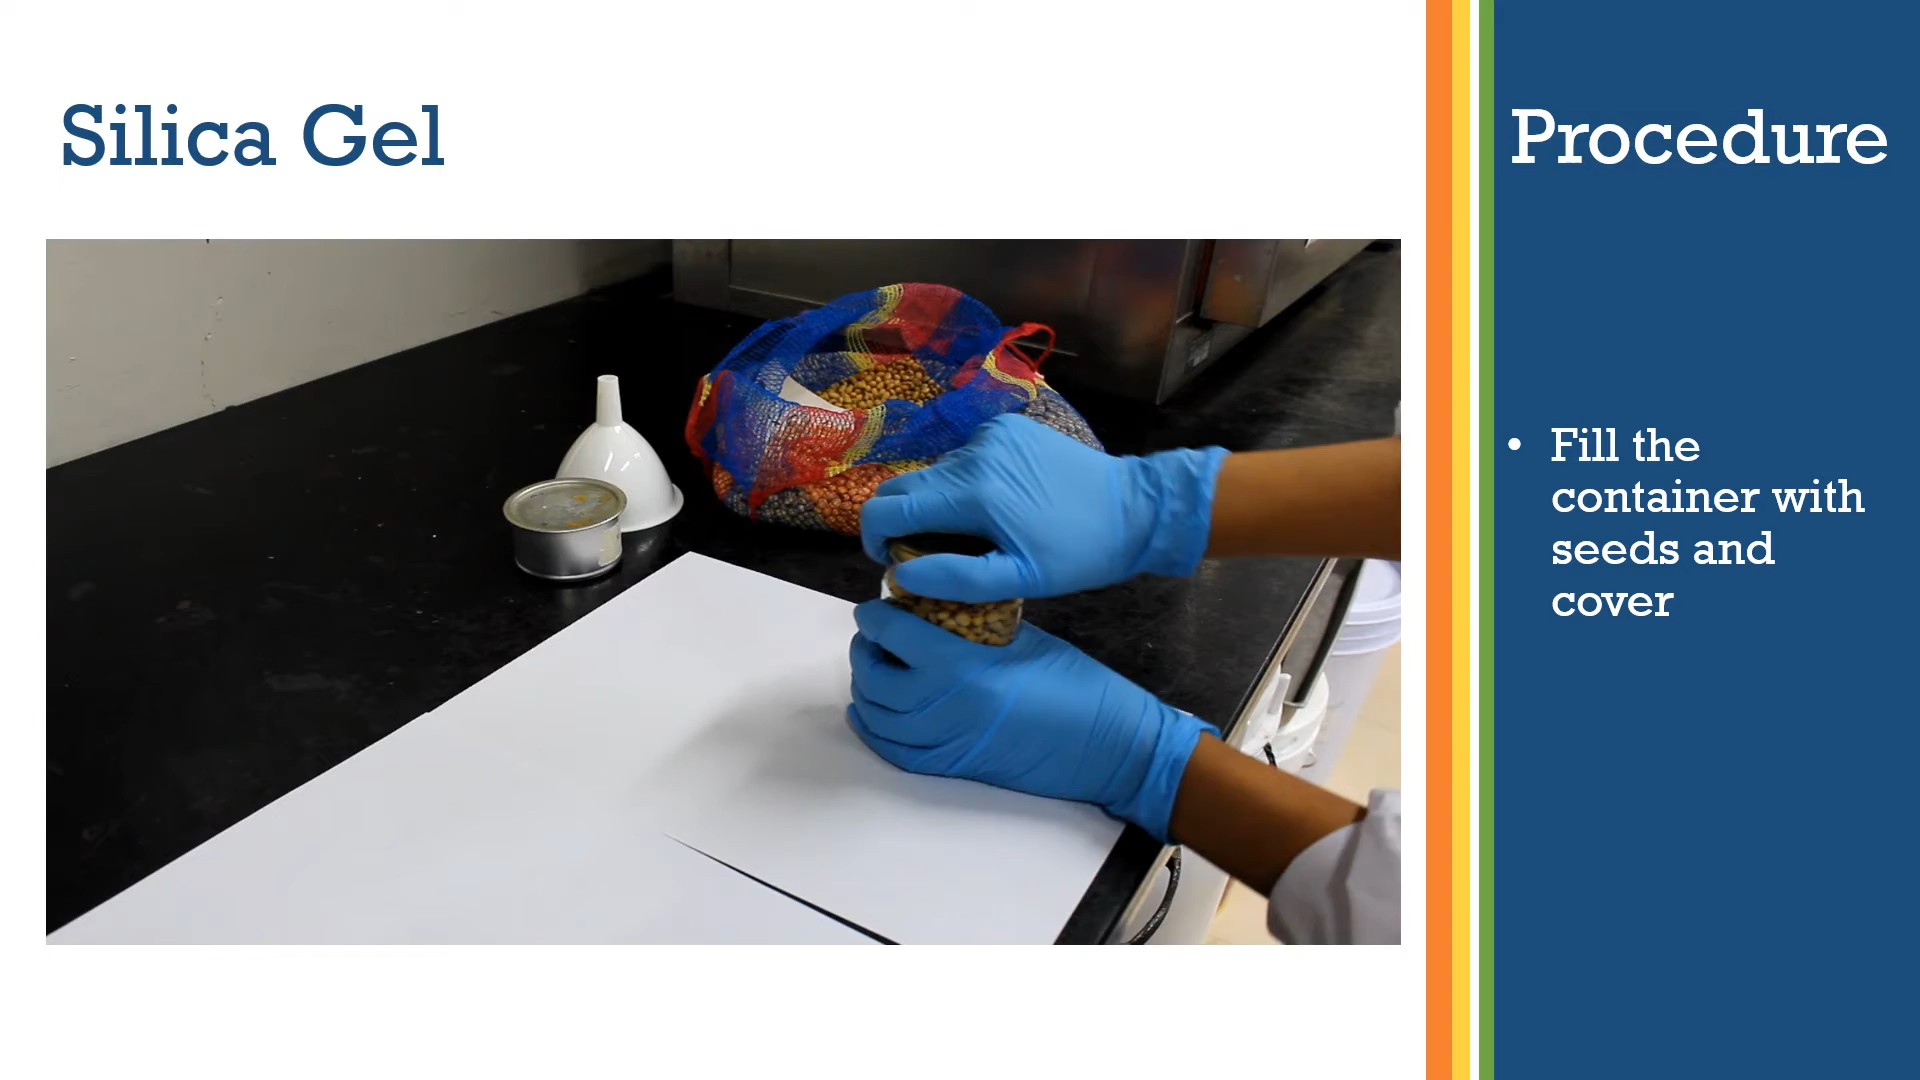 Silica Gel
Procedure
• Fill the
container with
seeds and
cover